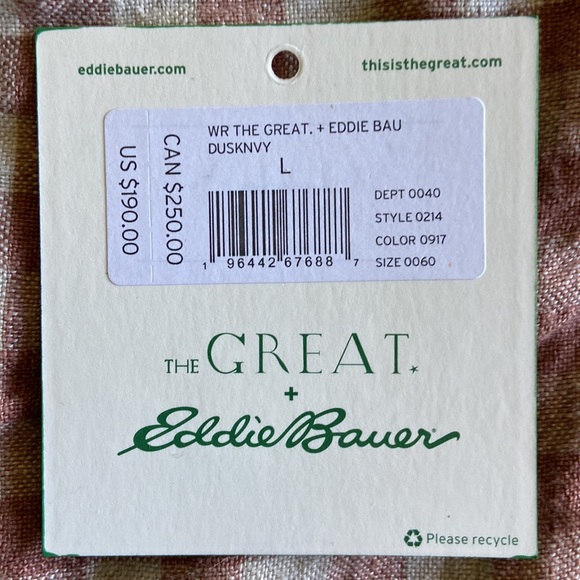 eddiebauer.com
thisisthegreat.com
WR THE GREAT. + EDDIE BAU
DUSKNVY
L
CAN $250.00
US $190.00
DEPT 0040
STYLE 0214
COLOR 0917
SIZE 0060
1 96442 67688 7
THE GREAT.
+
Eddie Bauer
Please recycle